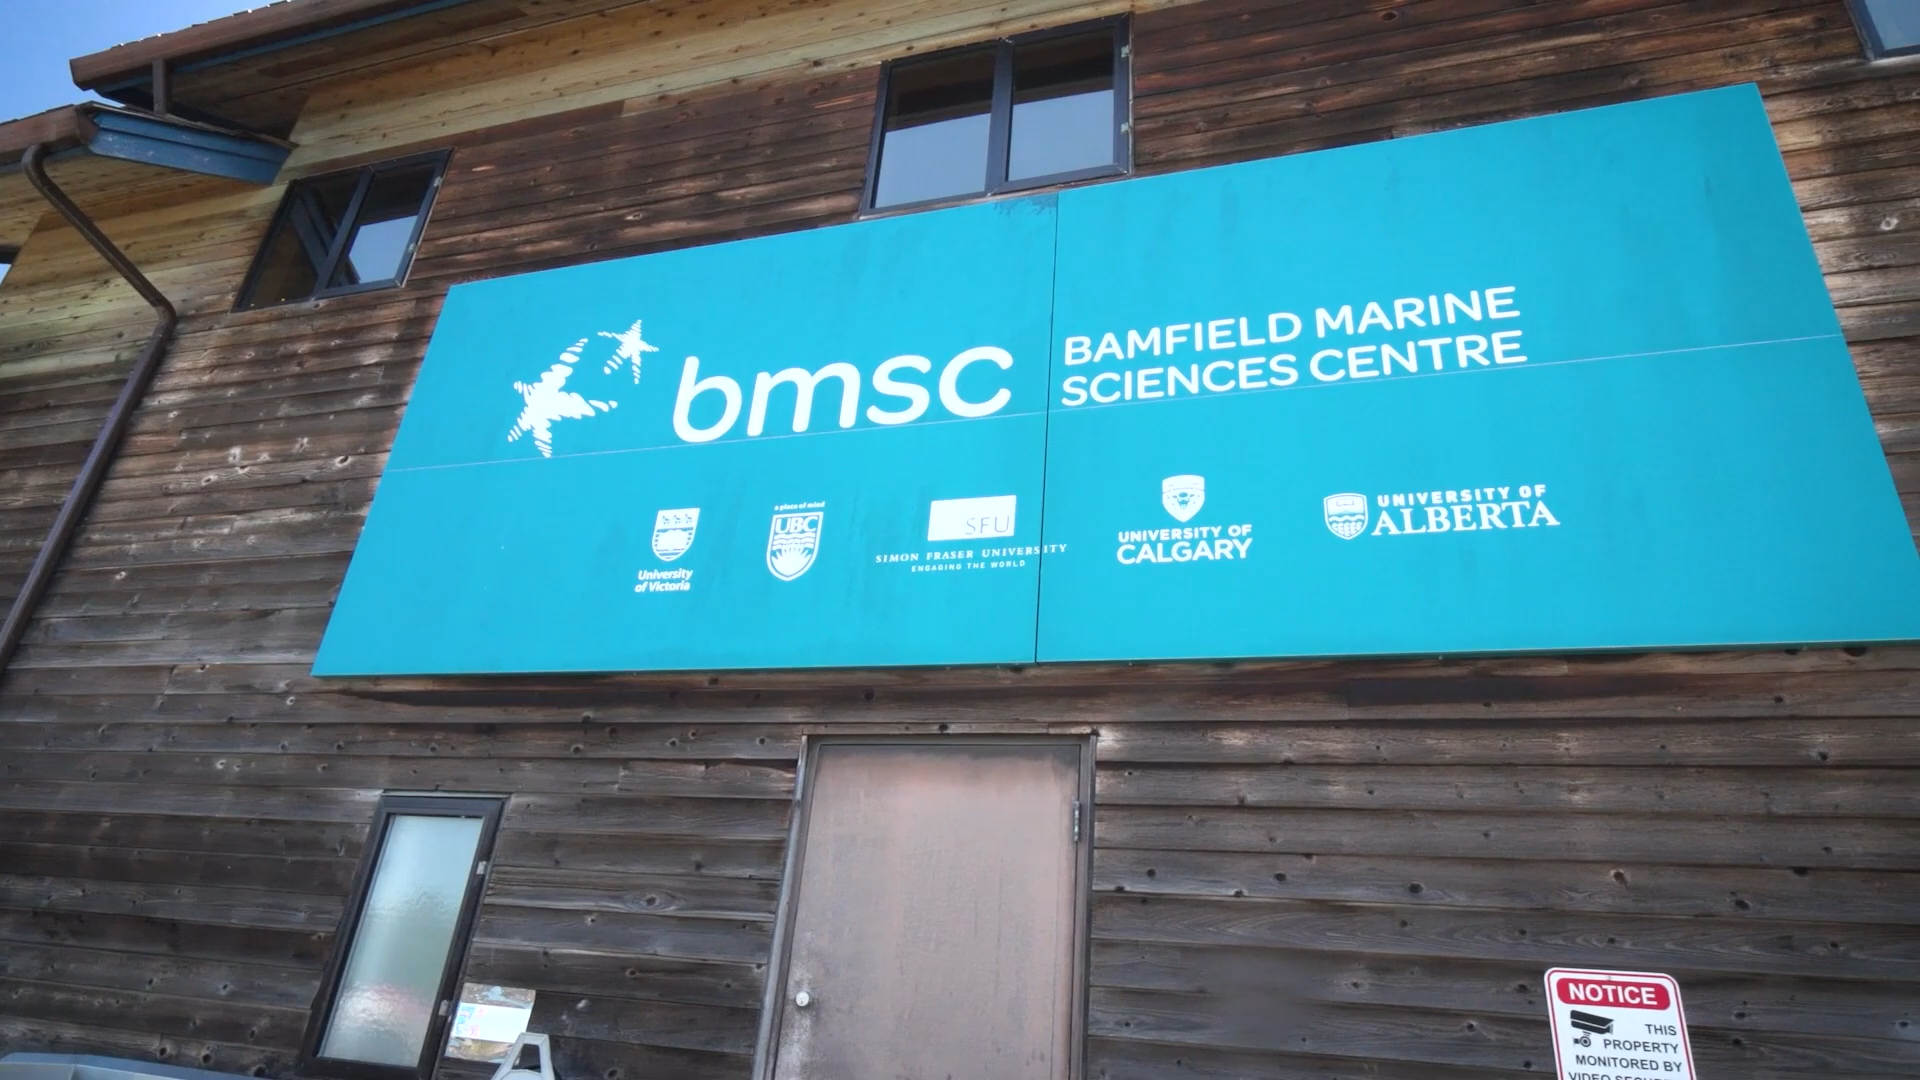 bmsc
BAMFIELD MARINE
SCIENCES CENTRE
University
of Victoria
a place of mind
UBC
SFU
SIMON FRASER UNIVERSITY
ENGAGING THE WORLD
UNIVERSITY OF
CALGARY
UNIVERSITY OF
ALBERTA
NOTICE
THIS
PROPERTY
MONITORED BY
VIDEO